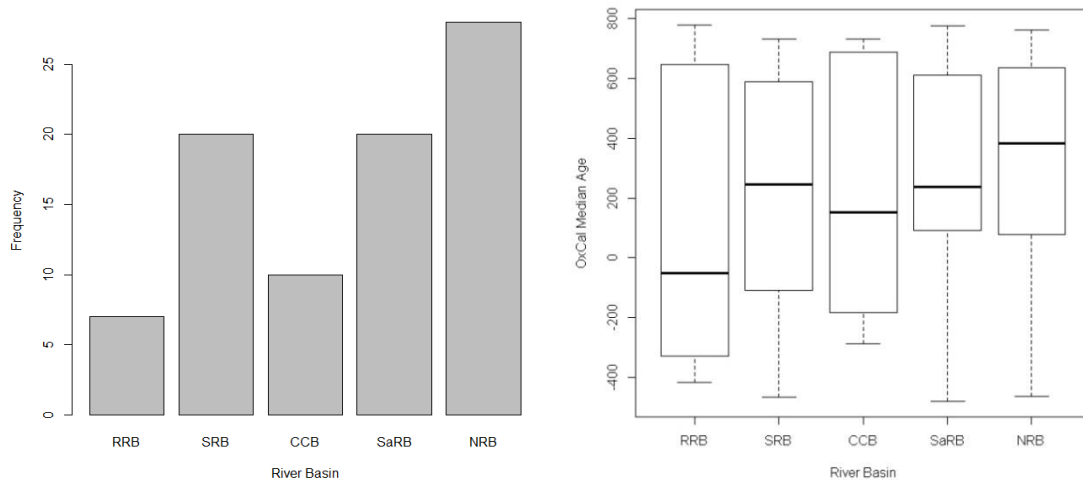 Frequency
25
20
15
10
5
0
RRB SRB CCB SaRB NRB
River Basin
OxCal Median Age
800
600
400
200
0
-200
-400
RRB SRB CCB SaRB NRB
River Basin